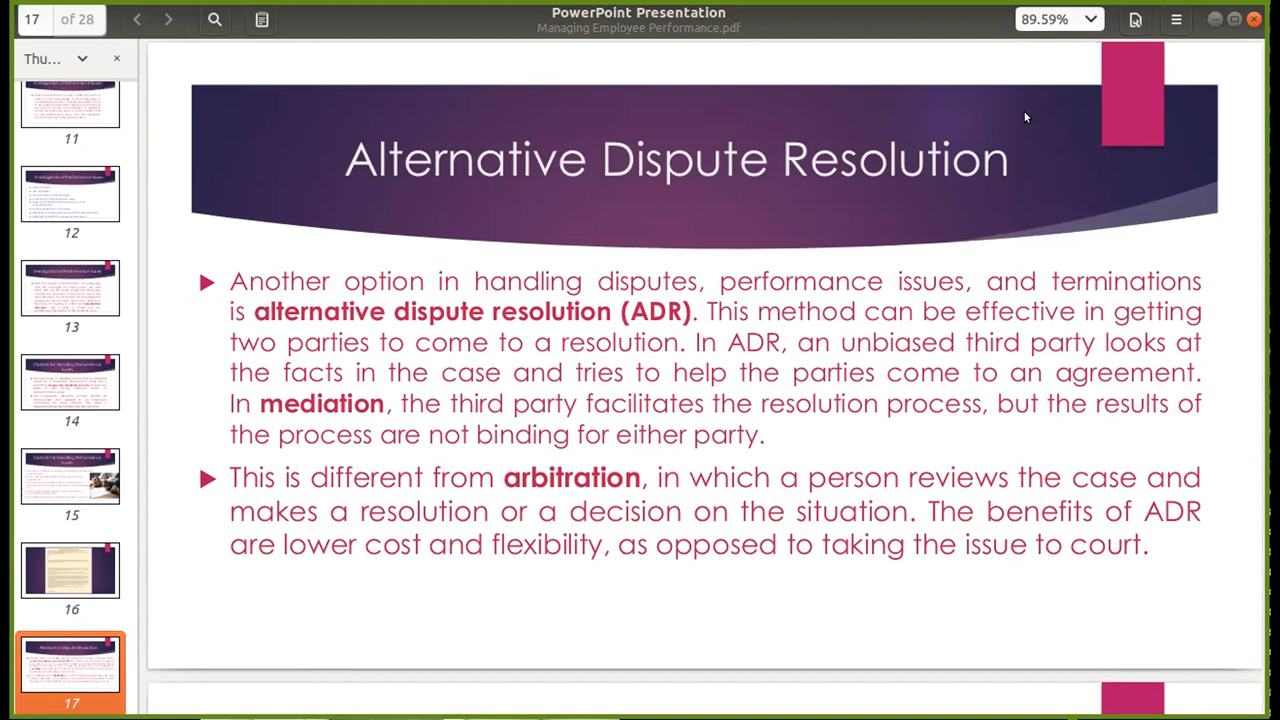 PowerPoint Presentation
17 of 28
Managing Employee Performance.pdf
89.59%
Thu...
11
12
13
14
15
16
17
Alternative Dispute Resolution
Another option in handling disputes, performance issues, and terminations
is alternative dispute resolution (ADR). This method can be effective in getting
two parties to come to a resolution. In ADR, an unbiased third party looks at
the facts in the case and tries to help the parties come to an agreement.
In mediation, the third party facilitates the resolution process, but the results of
the process are not binding for either party.
This is different from arbitration, in which a person reviews the case and
makes a resolution or a decision on the situation. The benefits of ADR
are lower cost and flexibility, as opposed to taking the issue to court.